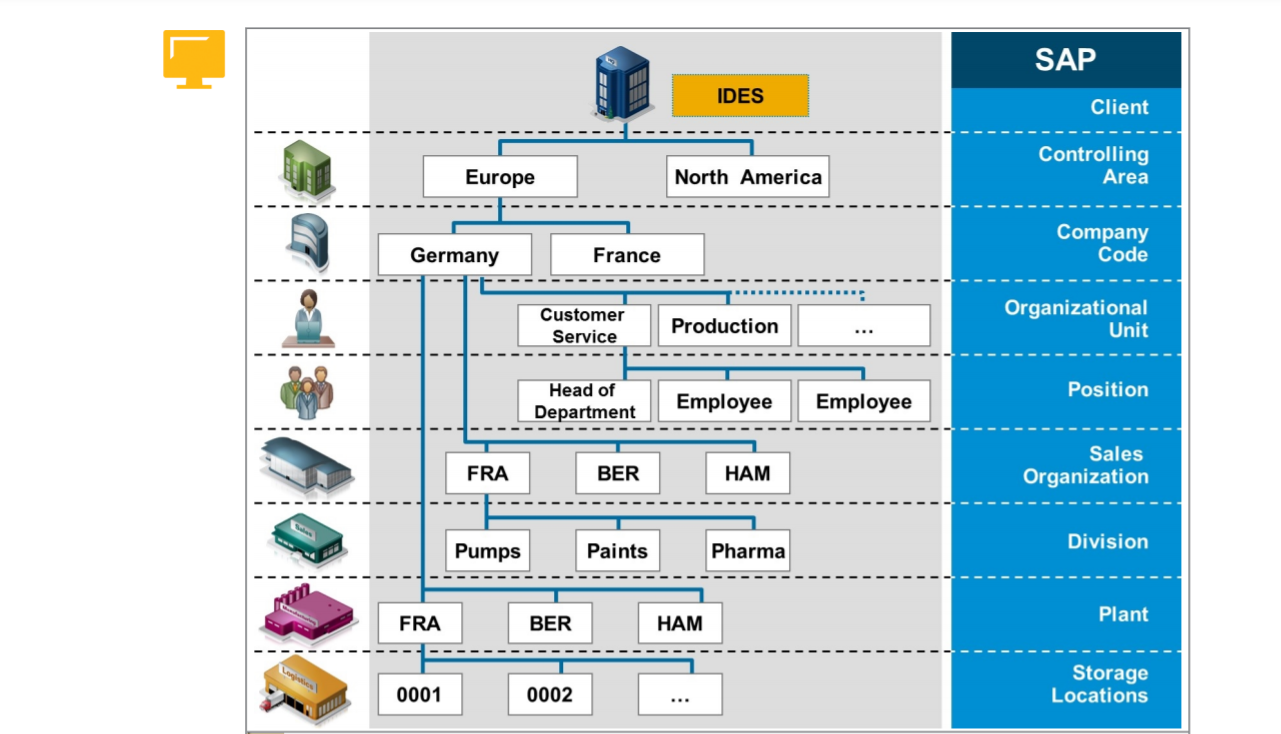 SAP
IDES
Client
Europe
North America
Controlling
Area
Germany
France
Company
Code
Customer
Service
Production
...
Organizational
Unit
Head of
Department
Employee
Employee
Position
FRA
BER
HAM
Sales
Organization
Sales
Pumps
Paints
Pharma
Division
FRA
BER
HAM
Plant
Logistics
0001
0002
...
Storage
Locations